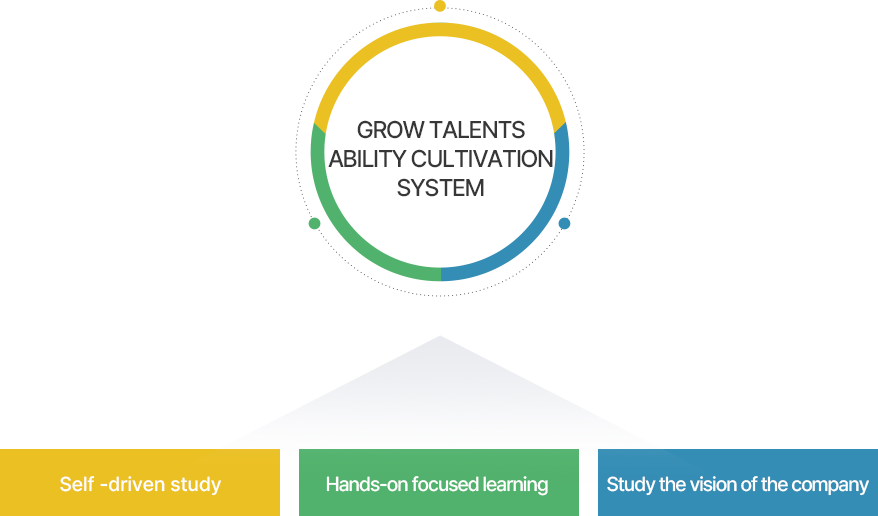 GROW TALENTS
ABILITY CULTIVATION
SYSTEM
Self -driven study
Hands-on focused learning
Study the vision of the company